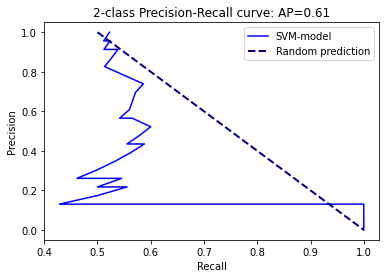 2-class Precision-Recall curve: AP=0.61
SVM-model
Random prediction
Precision
1.0
0.8
0.6
0.4
0.2
0.0
0.4 0.5 0.6 0.7 0.8 0.9 1.0
Recall